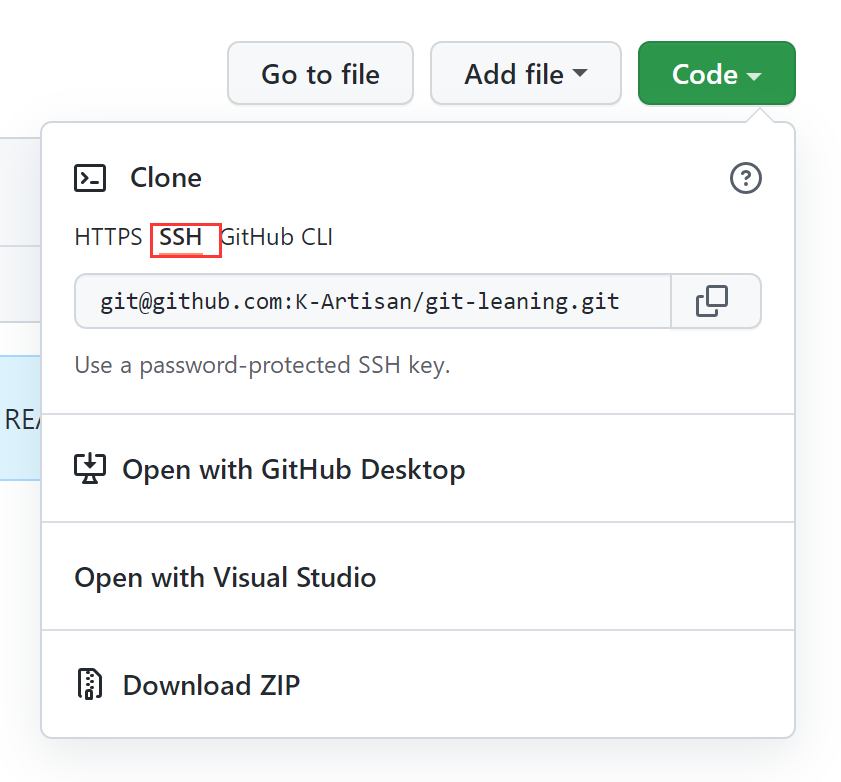 Go to file Add file Code
Clone
HTTPS SSH GitHub CLI
git@github.com:K-Artisan/git-leaning.git
Use a password-protected SSH key.
REA
Open with GitHub Desktop
Open with Visual Studio
Download ZIP